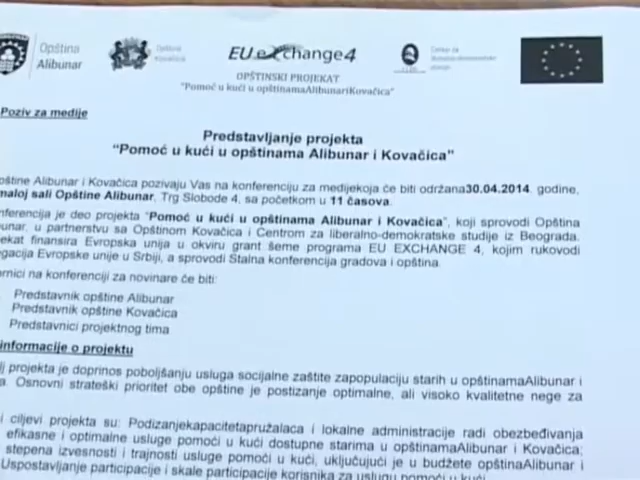 Opština
Alibunar
Opština
Kovačica
EU exchange 4
OPŠTINSKI PROJEKAT
"Pomoć u kući u opštinamaAlibunariKovačica"
Poziv za medije
Predstavljanje projekta
"Pomoć u kući u opštinama Alibunar i Kovačica"
pštine Alibunar i Kovačica pozivaju Vas na konferenciju za medijekoja će biti održana30.04.2014. godine,
maloj sali Opštine Alibunar, Trg Slobode 4, sa početkom u 11 časova.
nferencija je deo projekta "Pomoć u kući u opštinama Alibunar i Kovačica", koji sprovodi Opština
unar, u partnerstvu sa Opštinom Kovačica i Centrom za liberalno-demokratske studije iz Beograda.
ekat finansira Evropska unija u okviru grant šeme programa EU EXCHANGE 4, kojim rukovodi
egacija Evropske unije u Srbiji, a sprovodi Stalna konferencija gradova i opština.
ornici na konferenciji za novinare će biti:
Predstavnik opštine Alibunar
Predstavnik opštine Kovačica
Predstavnici projektnog tima
informacije o projektu
lj projekta je doprinos poboljšanju usluga socijalne zaštite zapopulaciju starih u opštinamaAlibunar i
a. Osnovni strateški prioritet obe opštine je postizanje optimalne, ali visoko kvalitetne nege za
i ciljevi projekta su: Podizanjekapacitetapružalaca i lokalne administracije radi obezbeđivanja
efikasne i optimalne usluge pomoći u kući dostupne starima u opštinamaAlibunar i Kovačica;
stepena izvesnosti i trajnosti usluge pomoći u kući, uključujući je u budžete opštinaAlibunar i
Uspostavljanje participacije i skale participacije korisnika za uslugu pomoći u kući